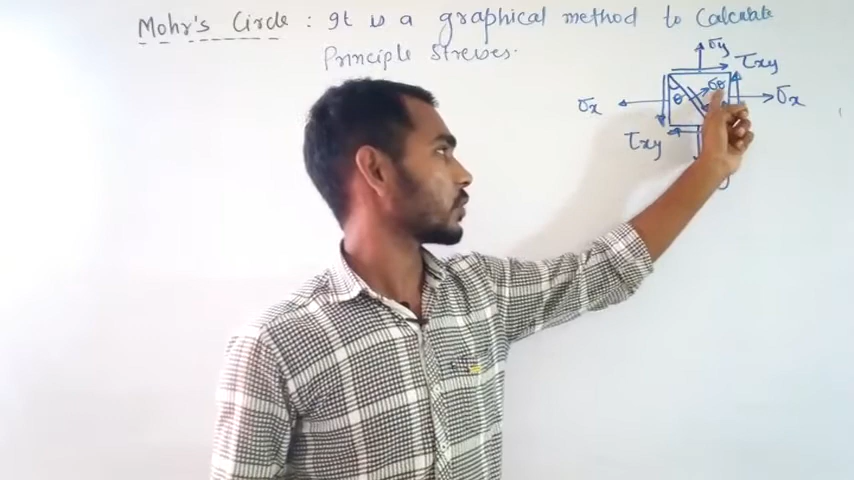 Mohr's Circle : It is a graphical method to Calculate
Principle Stresses.
σy
τxy
θ σθ
σx σx
τxy